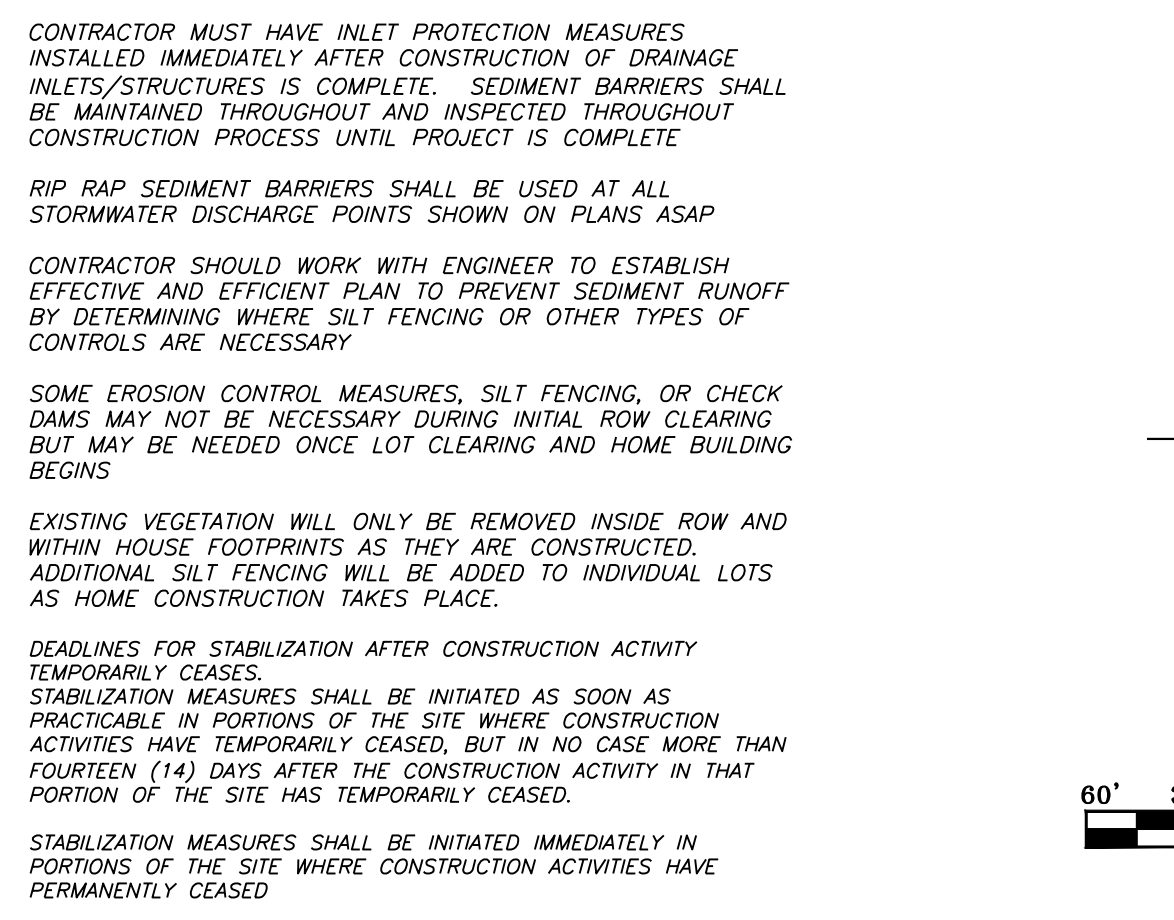 CONTRACTOR MUST HAVE INLET PROTECTION MEASURES
INSTALLED IMMEDIATELY AFTER CONSTRUCTION OF DRAINAGE
INLETS/STRUCTURES IS COMPLETE. SEDIMENT BARRIERS SHALL
BE MAINTAINED THROUGHOUT AND INSPECTED THROUGHOUT
CONSTRUCTION PROCESS UNTIL PROJECT IS COMPLETE
RIP RAP SEDIMENT BARRIERS SHALL BE USED AT ALL
STORMWATER DISCHARGE POINTS SHOWN ON PLANS ASAP
CONTRACTOR SHOULD WORK WITH ENGINEER TO ESTABLISH
EFFECTIVE AND EFFICIENT PLAN TO PREVENT SEDIMENT RUNOFF
BY DETERMINING WHERE SILT FENCING OR OTHER TYPES OF
CONTROLS ARE NECESSARY
SOME EROSION CONTROL MEASURES, SILT FENCING, OR CHECK
DAMS MAY NOT BE NECESSARY DURING INITIAL ROW CLEARING
BUT MAY BE NEEDED ONCE LOT CLEARING AND HOME BUILDING
BEGINS
EXISTING VEGETATION WILL ONLY BE REMOVED INSIDE ROW AND
WITHIN HOUSE FOOTPRINTS AS THEY ARE CONSTRUCTED.
ADDITIONAL SILT FENCING WILL BE ADDED TO INDIVIDUAL LOTS
AS HOME CONSTRUCTION TAKES PLACE.
DEADLINES FOR STABILIZATION AFTER CONSTRUCTION ACTIVITY
TEMPORARILY CEASES.
STABILIZATION MEASURES SHALL BE INITIATED AS SOON AS
PRACTICABLE IN PORTIONS OF THE SITE WHERE CONSTRUCTION
ACTIVITIES HAVE TEMPORARILY CEASED, BUT IN NO CASE MORE THAN
FOURTEEN (14) DAYS AFTER THE CONSTRUCTION ACTIVITY IN THAT
PORTION OF THE SITE HAS TEMPORARILY CEASED.
STABILIZATION MEASURES SHALL BE INITIATED IMMEDIATELY IN
PORTIONS OF THE SITE WHERE CONSTRUCTION ACTIVITIES HAVE
PERMANENTLY CEASED
60'